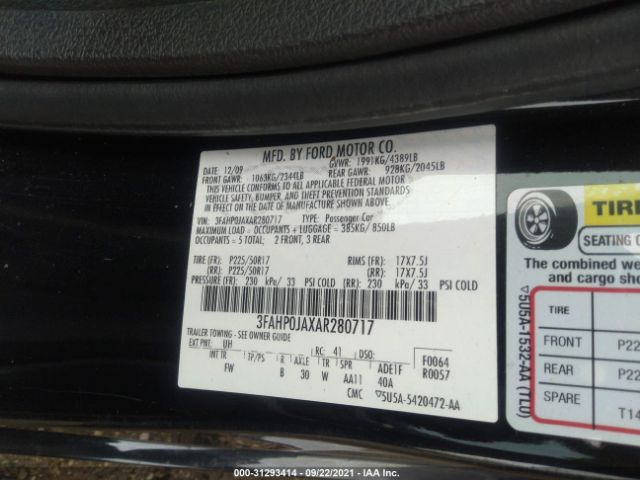 MFD. BY FORD MOTOR CO.
DATE: 12/09 GVWR: 1991KG/4389LB
FRONT GAWR: 1063KG/2344LB REAR GAWR: 928KG/2045LB
THIS VEHICLE CONFORMS TO ALL APPLICABLE FEDERAL MOTOR
VEHICLE SAFETY, BUMPER, AND THEFT PREVENTION STANDARDS
IN EFFECT ON THE DATE OF MANUFACTURE SHOWN ABOVE.
VIN: 3FAHP0JAXAR280717 TYPE: Passenger Car
MAXIMUM LOAD = OCCUPANTS + LUGGAGE = 385KG/ 850LB
OCCUPANTS = 5 TOTAL: 2 FRONT, 3 REAR
TIRE (FR): P225/50R17 RIMS (FR): 17X7.5J
(RR): P225/50R17 (RR): 17X7.5J
PRESSURE (FR): 230 kPa/ 33 PSI COLD (RR): 230 kPa/ 33 PSI COLD
3FAHP0JAXAR280717
TRAILER TOWING - SEE OWNER GUIDE
EXT PNT: UH RC: 41 DSO: F0064
INT TR TP/PS R AXLE TR SPR ADE1F R0057
FW B 30 W AA11 40A
CMC 5U5A-5420472-AA
TIRE
SEATING
The combined
and cargo sho
TIRE
FRONT P22
REAR P22
SPARE T14
5U5A-1532-AA (TLU)
000-31293414 - 09/22/2021 - IAA Inc.